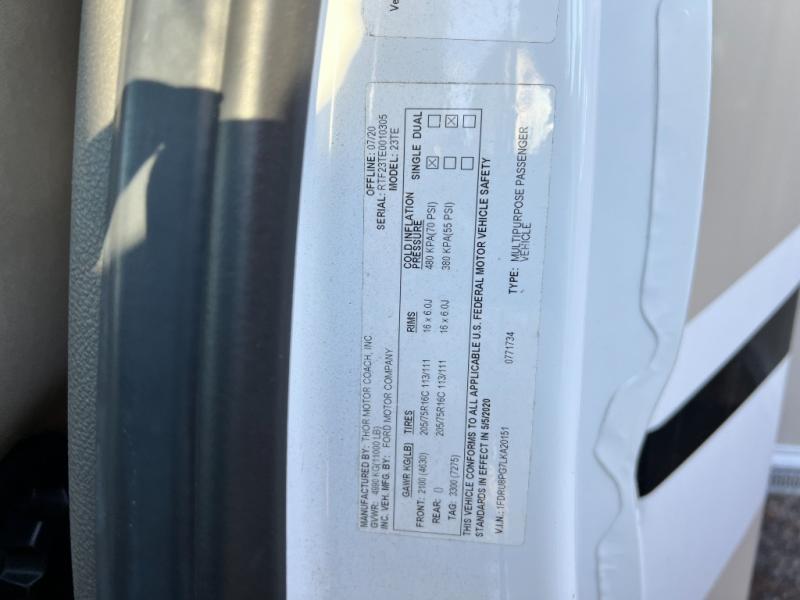 Ve
MANUFACTURED BY: THOR MOTOR COACH, INC OFFLINE: 07/20
GVWR: 4990 KG(11000 LB) SERIAL: RTF23TE0010305
INC. VEH. MFG. BY: FORD MOTOR COMPANY MODEL: 23TE
GAWR KG(LB) TIRES RIMS COLD INFLATION PRESSURE SINGLE DUAL
FRONT: 2100 (4630) 205/75R16C 113/111 16 x 6.0J 480 KPA(70 PSI) ☒ ☐
REAR: () 205/75R16C 113/111 16 x 6.0J 380 KPA(55 PSI) ☐ ☒
TAG: 3300 (7275) ☐ ☐
THIS VEHICLE CONFORMS TO ALL APPLICABLE U.S. FEDERAL MOTOR VEHICLE SAFETY
STANDARDS IN EFFECT IN 5/5/2020
V.I.N.: 1FDRU8PG7LKA20151 0771734 TYPE: MULTIPURPOSE PASSENGER
VEHICLE